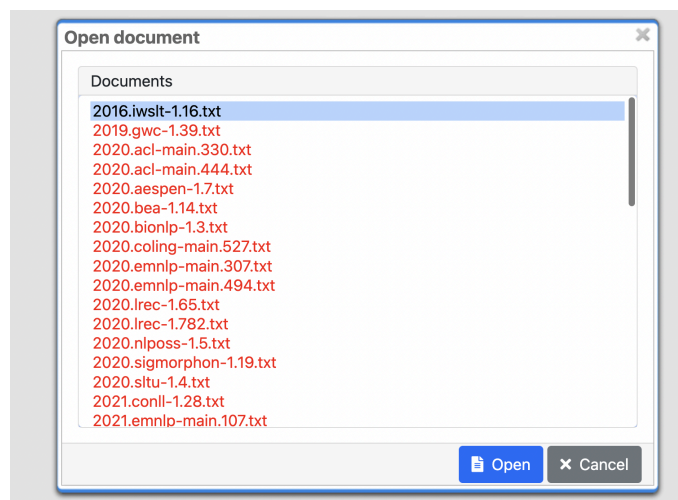 Open document
Documents
2016.iwslt-1.16.txt
2019.gwc-1.39.txt
2020.acl-main.330.txt
2020.acl-main.444.txt
2020.aespen-1.7.txt
2020.bea-1.14.txt
2020.bionlp-1.3.txt
2020.coling-main.527.txt
2020.emnlp-main.307.txt
2020.emnlp-main.494.txt
2020.lrec-1.65.txt
2020.lrec-1.782.txt
2020.nlposs-1.5.txt
2020.sigmorphon-1.19.txt
2020.sltu-1.4.txt
2021.conll-1.28.txt
2021.emnlp-main.107.txt
Open
Cancel